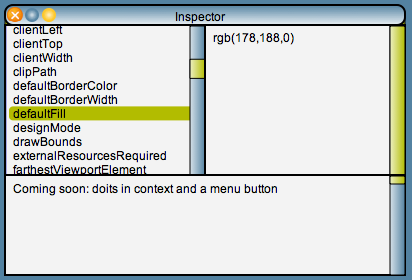 Inspector
clientLeft
clientTop
clientWidth
clipPath
defaultBorderColor
defaultBorderWidth
defaultFill
designMode
drawBounds
externalResourcesRequired
farthestViewportElement
rgb(178,188,0)
Coming soon: doits in context and a menu button